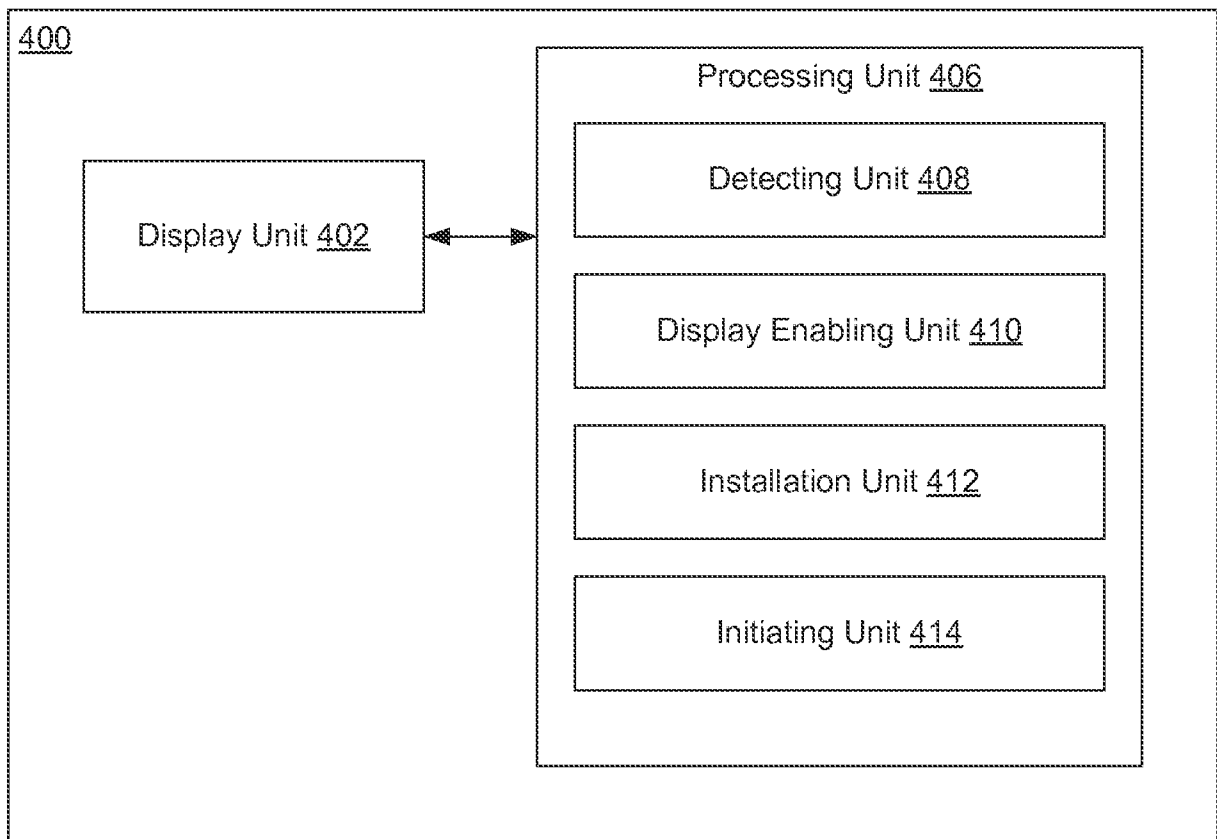 400
Processing Unit 406
Detecting Unit 408
Display Unit 402
Display Enabling Unit 410
Installation Unit 412
Initiating Unit 414